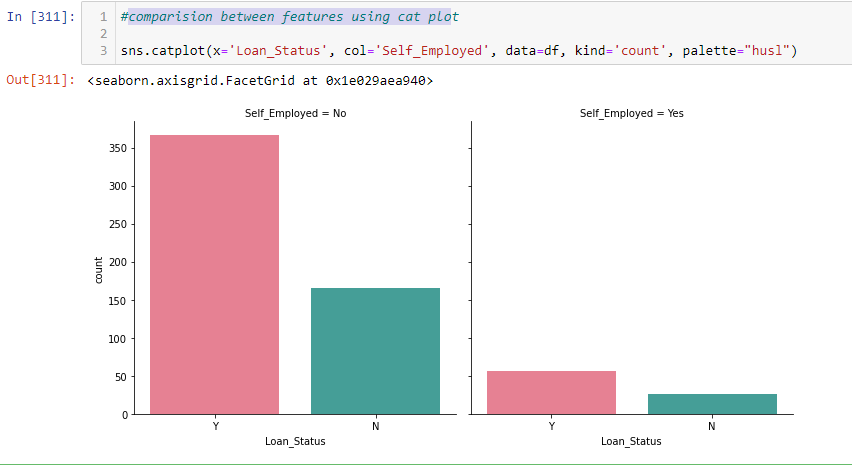 In [311]:
1 #comparision between features using cat plot
2
3 sns.catplot(x='Loan_Status', col='Self_Employed', data=df, kind='count', palette="husl")
Out[311]: <seaborn.axisgrid.FacetGrid at 0x1e029aea940>
Self_Employed = No
Self_Employed = Yes
350
300
250
200
150
100
50
0
count
Y N
Loan_Status
Y N
Loan_Status